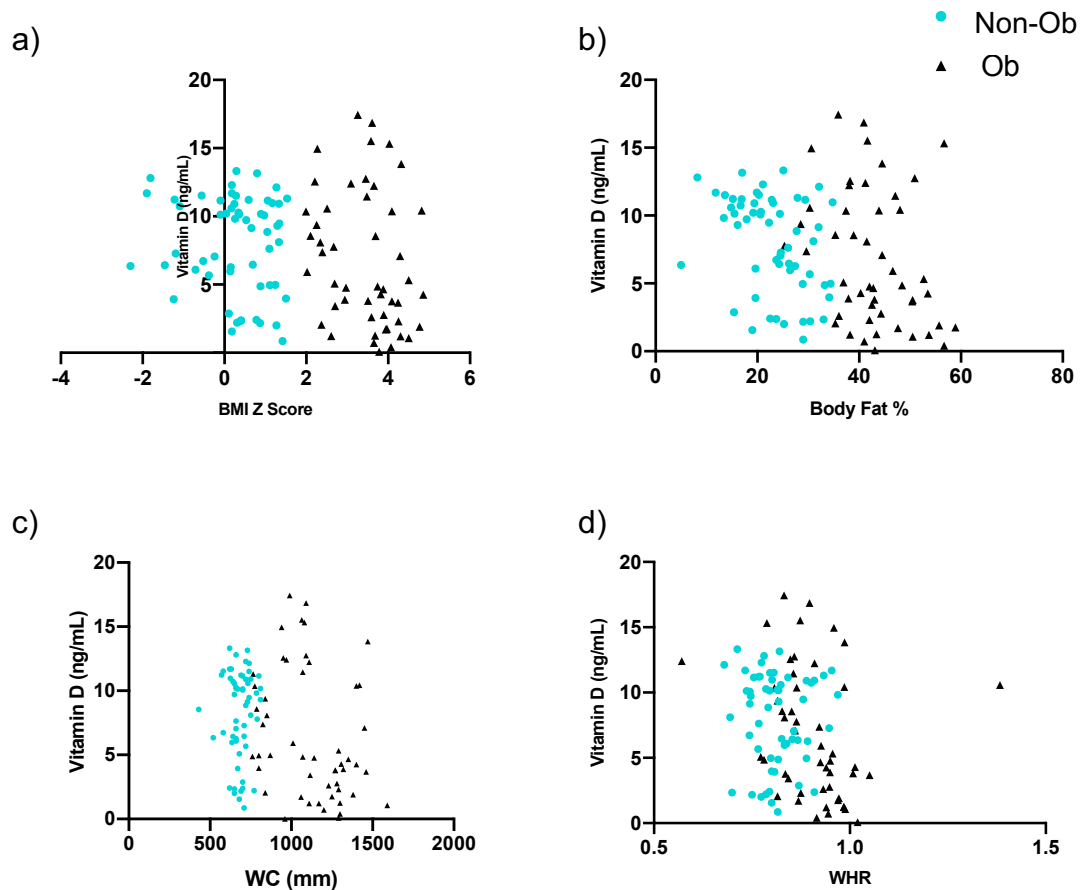 Non-Ob
Ob
a)
Vitamin D (ng/mL)
20
15
10
5
-4
-2
0
2
4
6
BMI Z Score
b)
Vitamin D (ng/mL)
20
15
10
5
0
0
20
40
60
80
Body Fat %
c)
Vitamin D (ng/mL)
20
15
10
5
0
0
500
1000
1500
2000
WC (mm)
d)
Vitamin D (ng/mL)
20
15
10
5
0
0.5
1.0
1.5
WHR